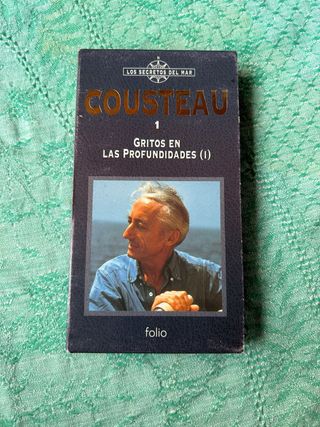 LOS SECRETOS DEL MAR
COUSTEAU
1
GRITOS EN
LAS PROFUNDIDADES (I)
folio